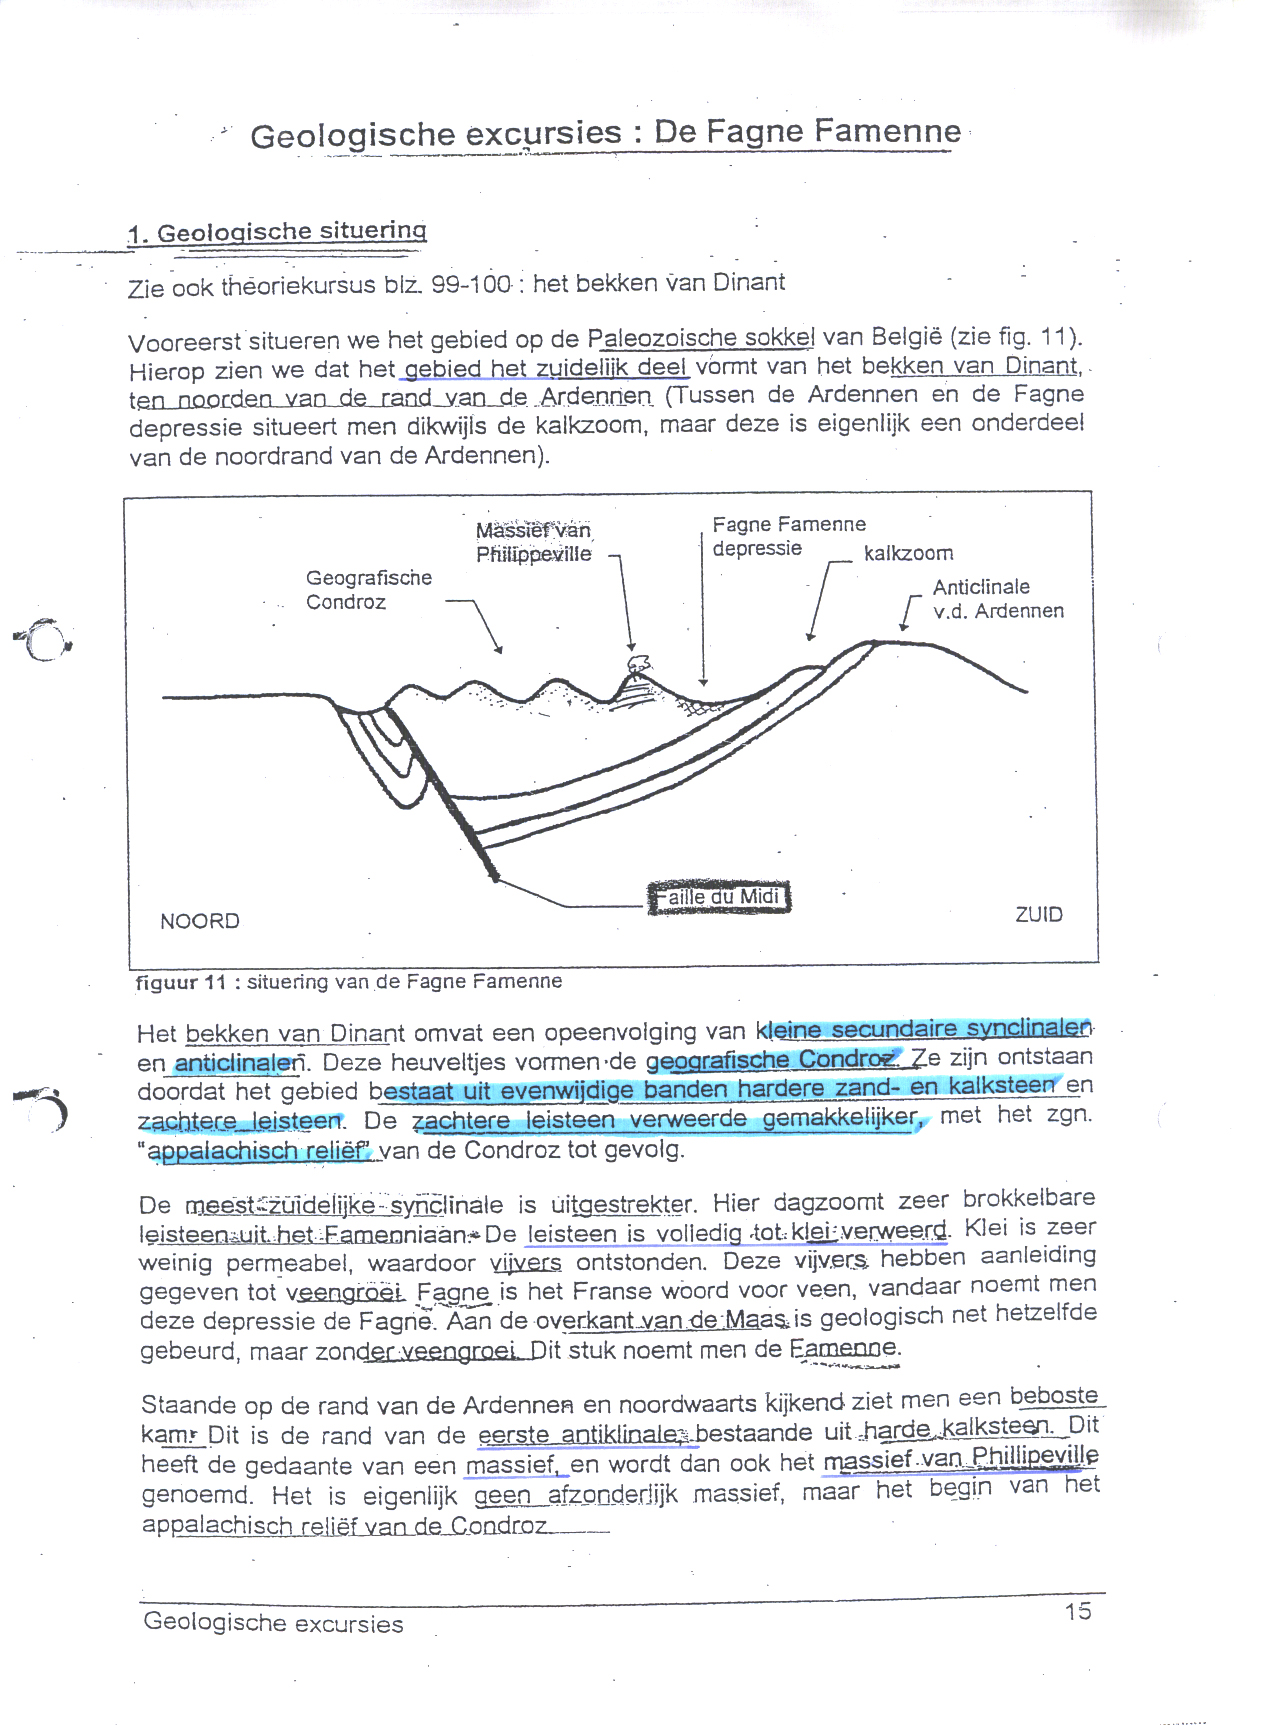 Geologische excursies : De Fagne Famenne
1. Geologische situering
Zie ook theoriekursus blz. 99-100 : het bekken van Dinant
Vooreerst situeren we het gebied op de Paleozoische sokkel van België (zie fig. 11).
Hierop zien we dat het gebied het zuidelijk deel vormt van het bekken van Dinant,
ten noorden van de rand van de Ardennen (Tussen de Ardennen en de Fagne
depressie situeert men dikwijls de kalkzoom, maar deze is eigenlijk een onderdeel
van de noordrand van de Ardennen).
Massief van
Philippeville
Fagne Famenne
depressie
kalkzoom
Geografische
Condroz
Anticlinale
v.d. Ardennen
Faille du Midi
NOORD
ZUID
figuur 11 : situering van de Fagne Famenne
Het bekken van Dinant omvat een opeenvolging van kleine secundaire synclinalen
en anticlinalen. Deze heuveltjes vormen de geografische Condroz. Ze zijn ontstaan
doordat het gebied bestaat uit evenwijdige banden hardere zand- en kalksteen en
zachtere leisteen. De zachtere leisteen verweerde gemakkelijker, met het zgn.
"appalachisch reliëf" van de Condroz tot gevolg.
De meest zuidelijke synclinale is uitgestrekter. Hier dagzoomt zeer brokkelbare
leisteen uit het Famenniaan. De leisteen is volledig tot klei verweerd. Klei is zeer
weinig permeabel, waardoor vijvers ontstonden. Deze vijvers hebben aanleiding
gegeven tot veengroei. Fagne is het Franse woord voor veen, vandaar noemt men
deze depressie de Fagne. Aan de overkant van de Maas is geologisch net hetzelfde
gebeurd, maar zonder veengroei. Dit stuk noemt men de Famenne.
Staande op de rand van de Ardennen en noordwaarts kijkend ziet men een beboste
kam. Dit is de rand van de eerste antiklinale, bestaande uit harde kalksteen. Dit
heeft de gedaante van een massief, en wordt dan ook het massief van Phillipeville
genoemd. Het is eigenlijk geen afzonderlijk massief, maar het begin van het
appalachisch reliëf van de Condroz
Geologische excursies
15